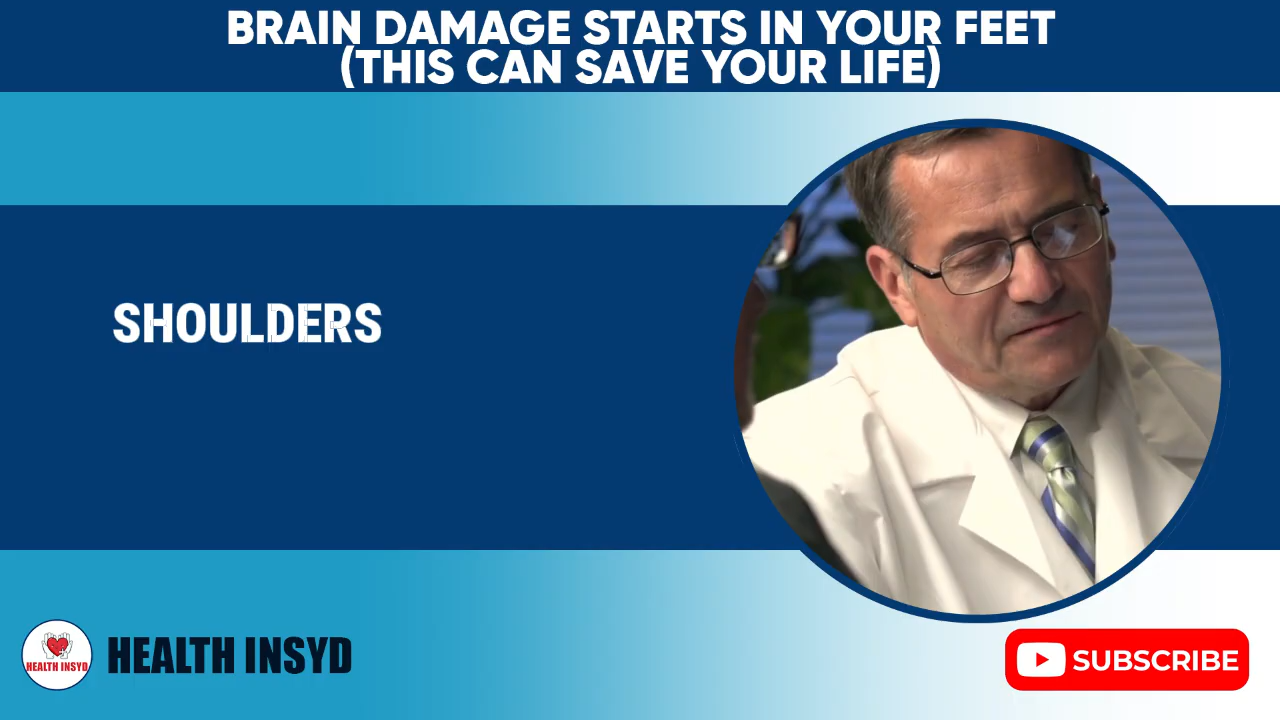 BRAIN DAMAGE STARTS IN YOUR FEET
(THIS CAN SAVE YOUR LIFE)
SHOULDERS
HEALTH INSYD
HEALTH INSYD
SUBSCRIBE